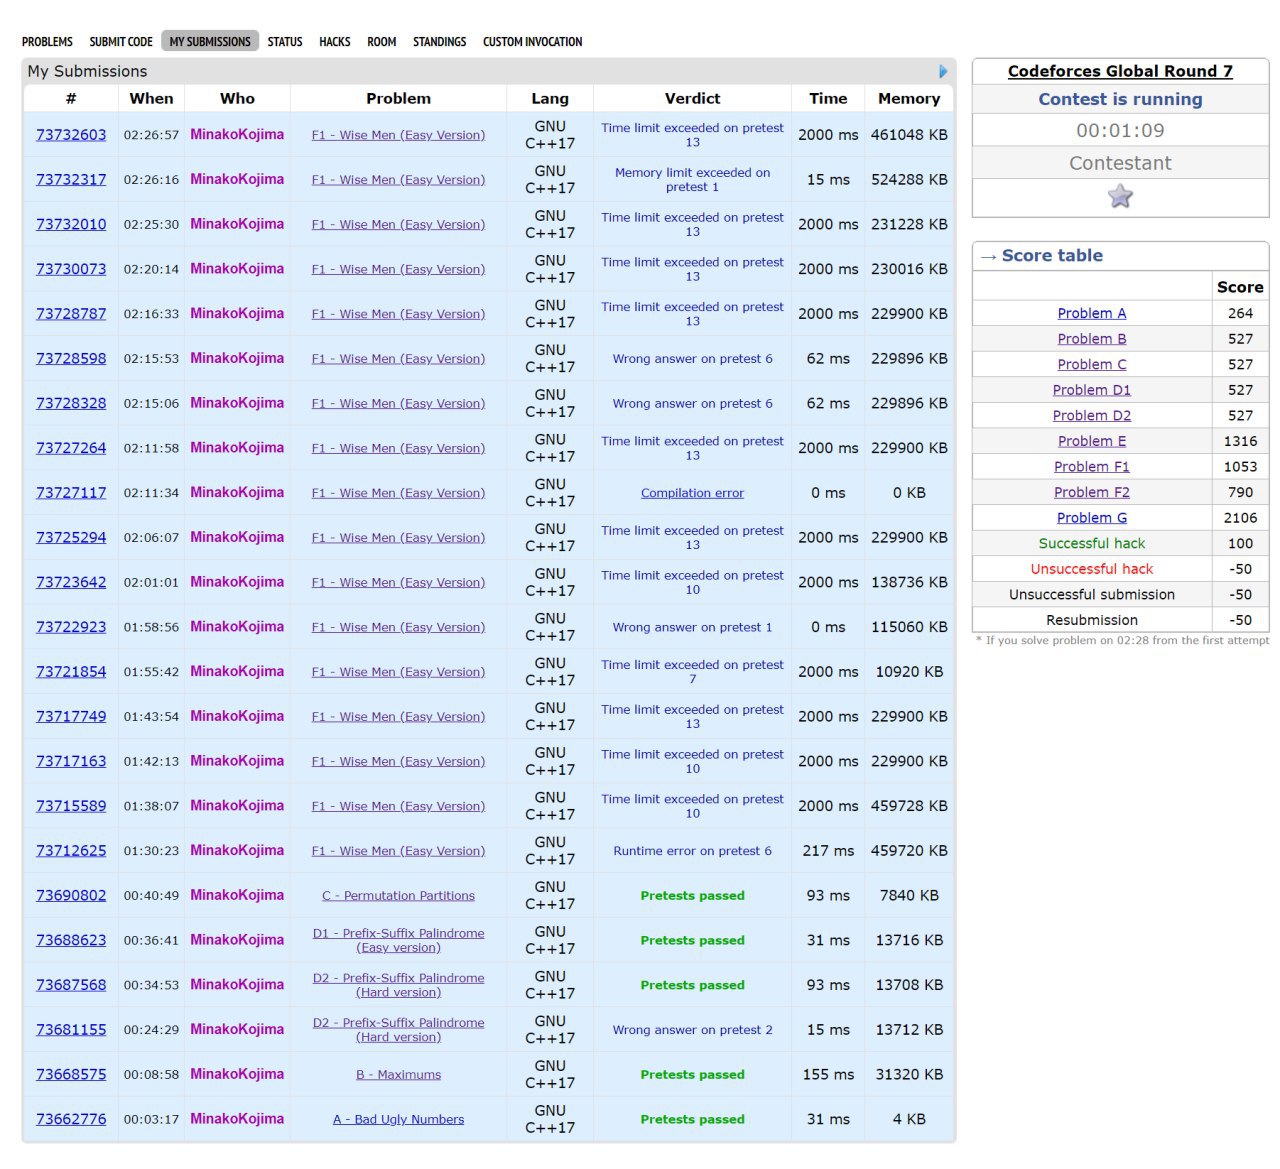 PROBLEMS SUBMIT CODE MY SUBMISSIONS STATUS HACKS ROOM STANDINGS CUSTOM INVOCATION
My Submissions
# When Who Problem Lang Verdict Time Memory
73732603 02:26:57 MinakoKojima F1 - Wise Men (Easy Version) GNU C++17 Time limit exceeded on pretest 13 2000 ms 461048 KB
73732317 02:26:16 MinakoKojima F1 - Wise Men (Easy Version) GNU C++17 Memory limit exceeded on pretest 1 15 ms 524288 KB
73732010 02:25:30 MinakoKojima F1 - Wise Men (Easy Version) GNU C++17 Time limit exceeded on pretest 13 2000 ms 231228 KB
73730073 02:20:14 MinakoKojima F1 - Wise Men (Easy Version) GNU C++17 Time limit exceeded on pretest 13 2000 ms 230016 KB
73728787 02:16:33 MinakoKojima F1 - Wise Men (Easy Version) GNU C++17 Time limit exceeded on pretest 13 2000 ms 229900 KB
73728598 02:15:53 MinakoKojima F1 - Wise Men (Easy Version) GNU C++17 Wrong answer on pretest 6 62 ms 229896 KB
73728328 02:15:06 MinakoKojima F1 - Wise Men (Easy Version) GNU C++17 Wrong answer on pretest 6 62 ms 229896 KB
73727264 02:11:58 MinakoKojima F1 - Wise Men (Easy Version) GNU C++17 Time limit exceeded on pretest 13 2000 ms 229900 KB
73727117 02:11:34 MinakoKojima F1 - Wise Men (Easy Version) GNU C++17 Compilation error 0 ms 0 KB
73725294 02:06:07 MinakoKojima F1 - Wise Men (Easy Version) GNU C++17 Time limit exceeded on pretest 13 2000 ms 229900 KB
73723642 02:01:01 MinakoKojima F1 - Wise Men (Easy Version) GNU C++17 Time limit exceeded on pretest 10 2000 ms 138736 KB
73722923 01:58:56 MinakoKojima F1 - Wise Men (Easy Version) GNU C++17 Wrong answer on pretest 1 0 ms 115060 KB
73721854 01:55:42 MinakoKojima F1 - Wise Men (Easy Version) GNU C++17 Time limit exceeded on pretest 7 2000 ms 10920 KB
73717749 01:43:54 MinakoKojima F1 - Wise Men (Easy Version) GNU C++17 Time limit exceeded on pretest 13 2000 ms 229900 KB
73717163 01:42:13 MinakoKojima F1 - Wise Men (Easy Version) GNU C++17 Time limit exceeded on pretest 10 2000 ms 229900 KB
73715589 01:38:07 MinakoKojima F1 - Wise Men (Easy Version) GNU C++17 Time limit exceeded on pretest 10 2000 ms 459728 KB
73712625 01:30:23 MinakoKojima F1 - Wise Men (Easy Version) GNU C++17 Runtime error on pretest 6 217 ms 459720 KB
73690802 00:40:49 MinakoKojima C - Permutation Partitions GNU C++17 Pretests passed 93 ms 7840 KB
73688623 00:36:41 MinakoKojima D1 - Prefix-Suffix Palindrome (Easy version) GNU C++17 Pretests passed 31 ms 13716 KB
73687568 00:34:53 MinakoKojima D2 - Prefix-Suffix Palindrome (Hard version) GNU C++17 Pretests passed 93 ms 13708 KB
73681155 00:24:29 MinakoKojima D2 - Prefix-Suffix Palindrome (Hard version) GNU C++17 Wrong answer on pretest 2 15 ms 13712 KB
73668575 00:08:58 MinakoKojima B - Maximums GNU C++17 Pretests passed 155 ms 31320 KB
73662776 00:03:17 MinakoKojima A - Bad Ugly Numbers GNU C++17 Pretests passed 31 ms 4 KB
Codeforces Global Round 7
Contest is running
00:01:09
Contestant
→ Score table
Score
Problem A 264
Problem B 527
Problem C 527
Problem D1 527
Problem D2 527
Problem E 1316
Problem F1 1053
Problem F2 790
Problem G 2106
Successful hack 100
Unsuccessful hack -50
Unsuccessful submission -50
Resubmission -50
* If you solve problem on 02:28 from the first attempt